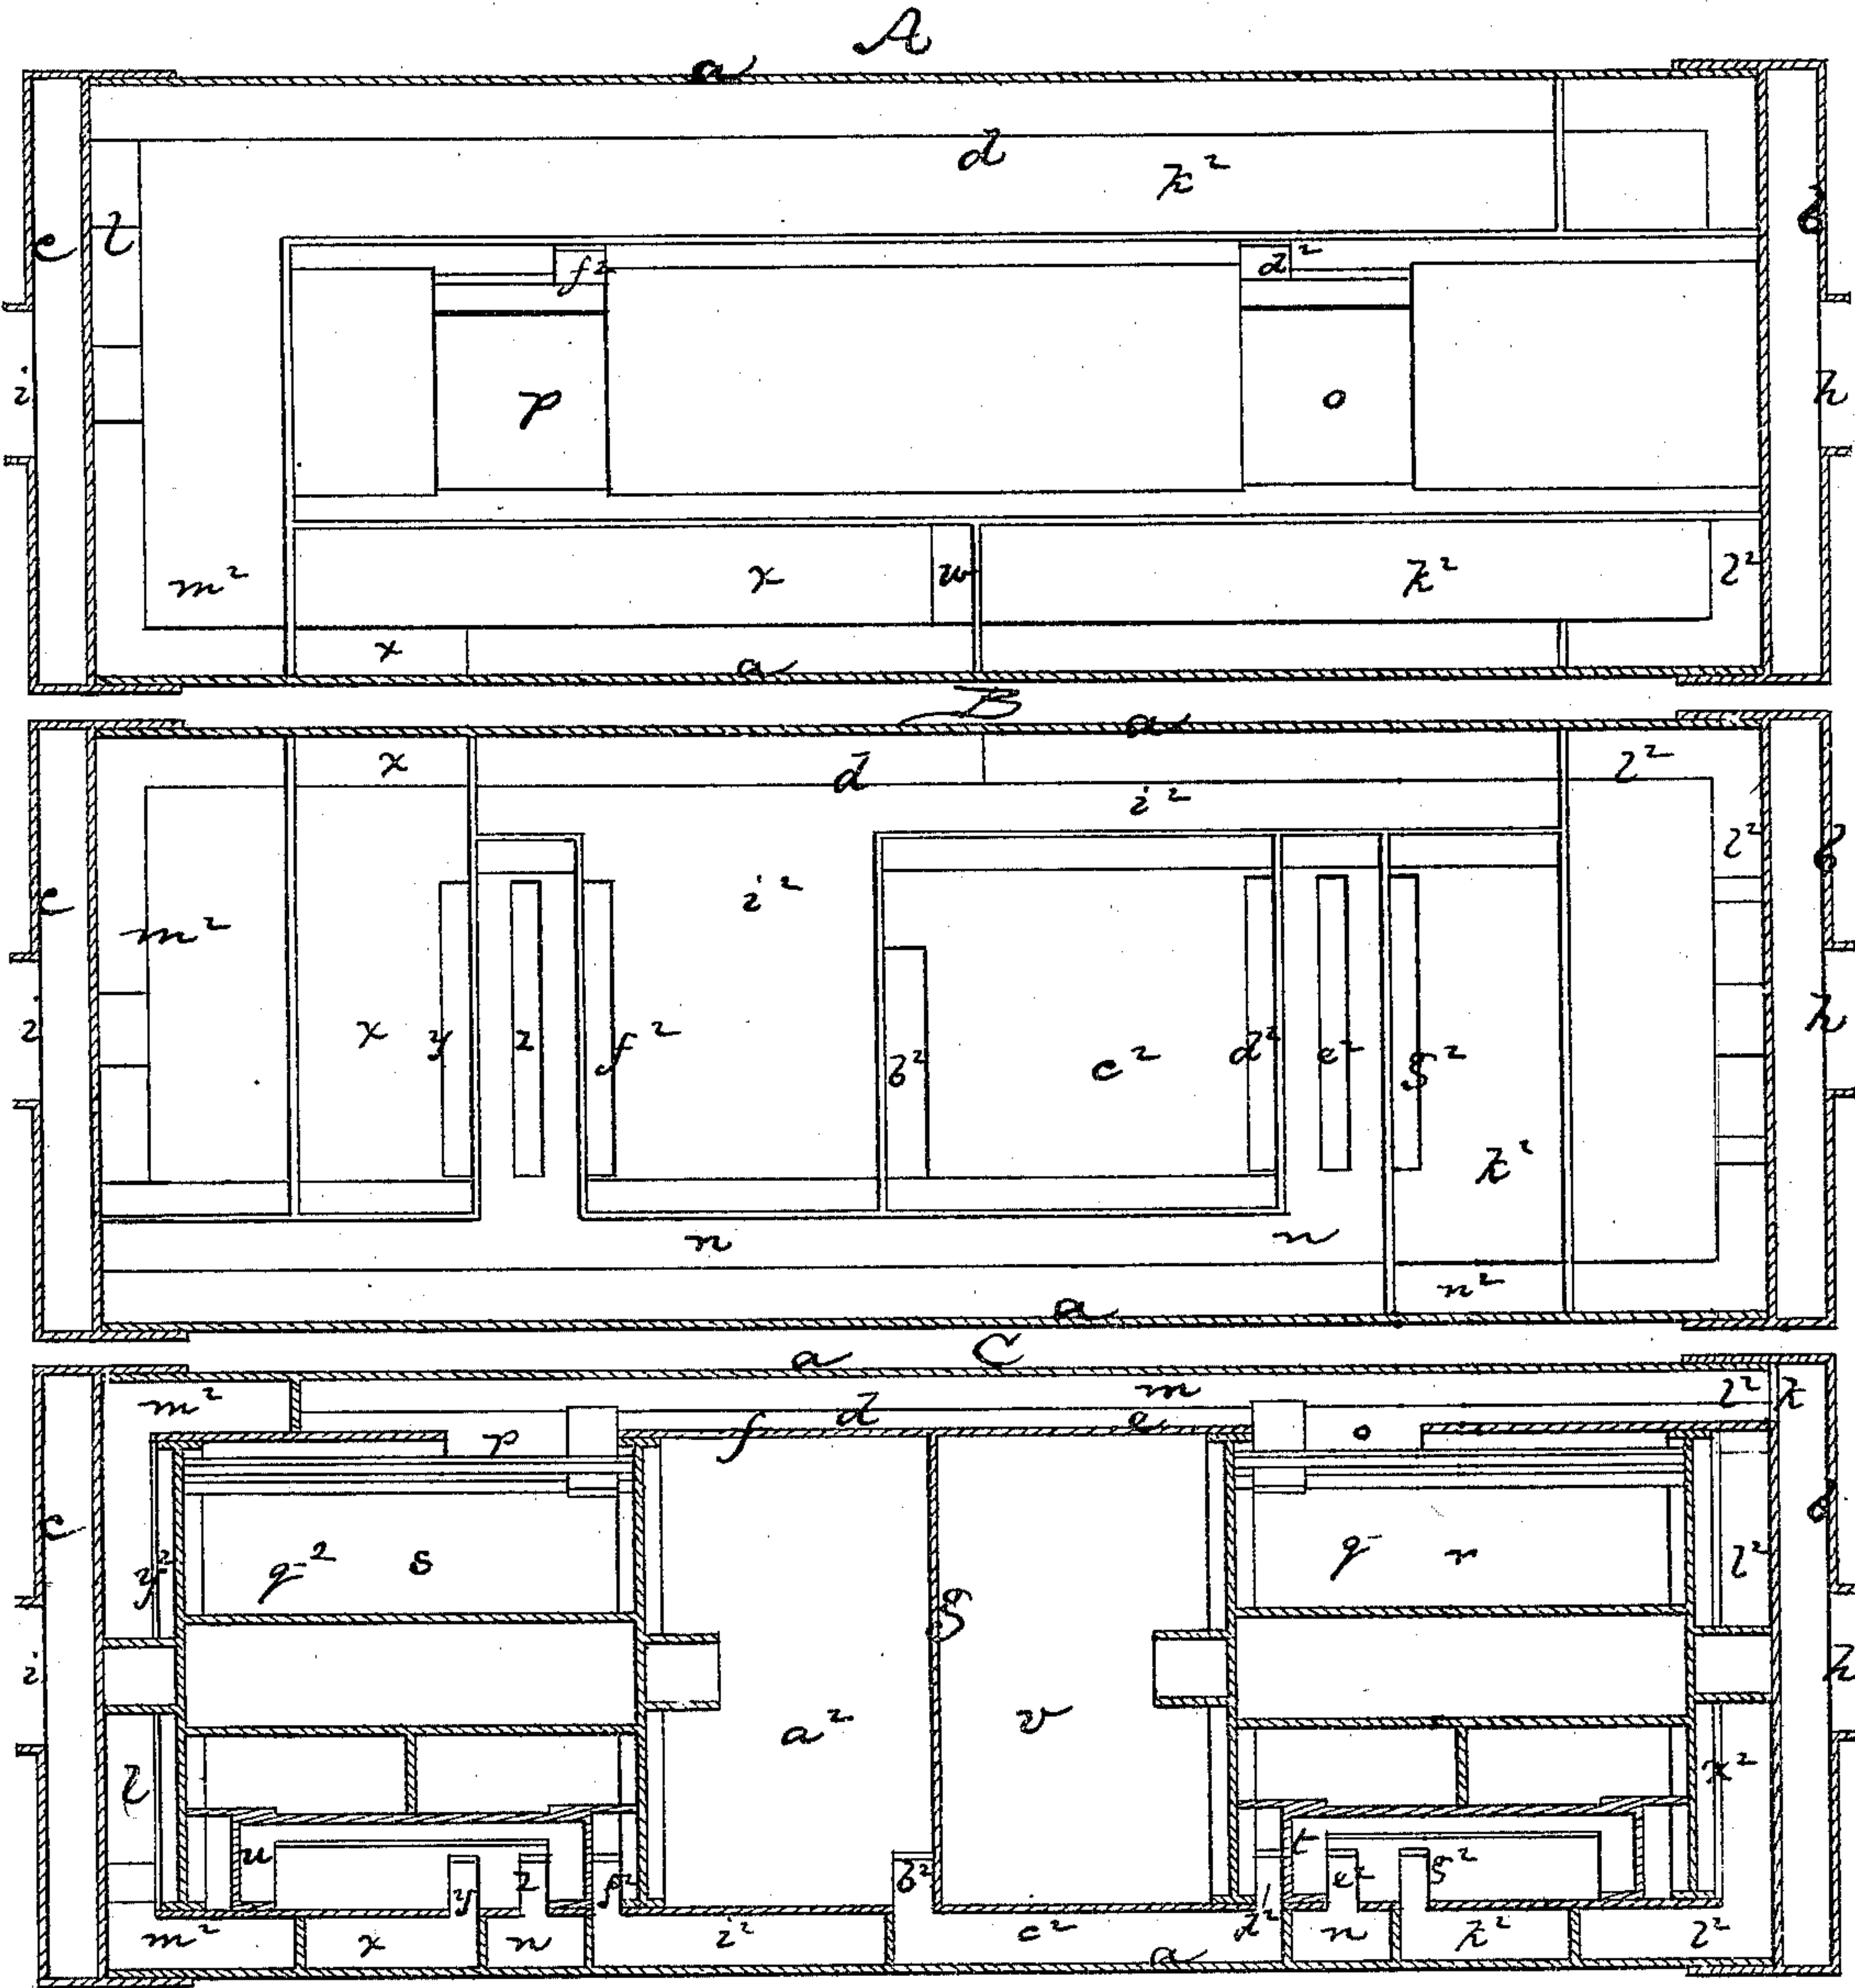 A
a
d
k²
e l b
f² d²
i p o h
m² x w k² l²
x
a
B
a
x d l²
i²
l² b
c m² i²
i x y z f² b² c² d² e² g² h
k²
n n
n²
a
a C
m² m l² k
f d e
p o
c b
y² q² s q r l²
g
i h
a² v
l x²
u t
y z f² b² d² e² g²
m² x n i² c² n k² l²
a